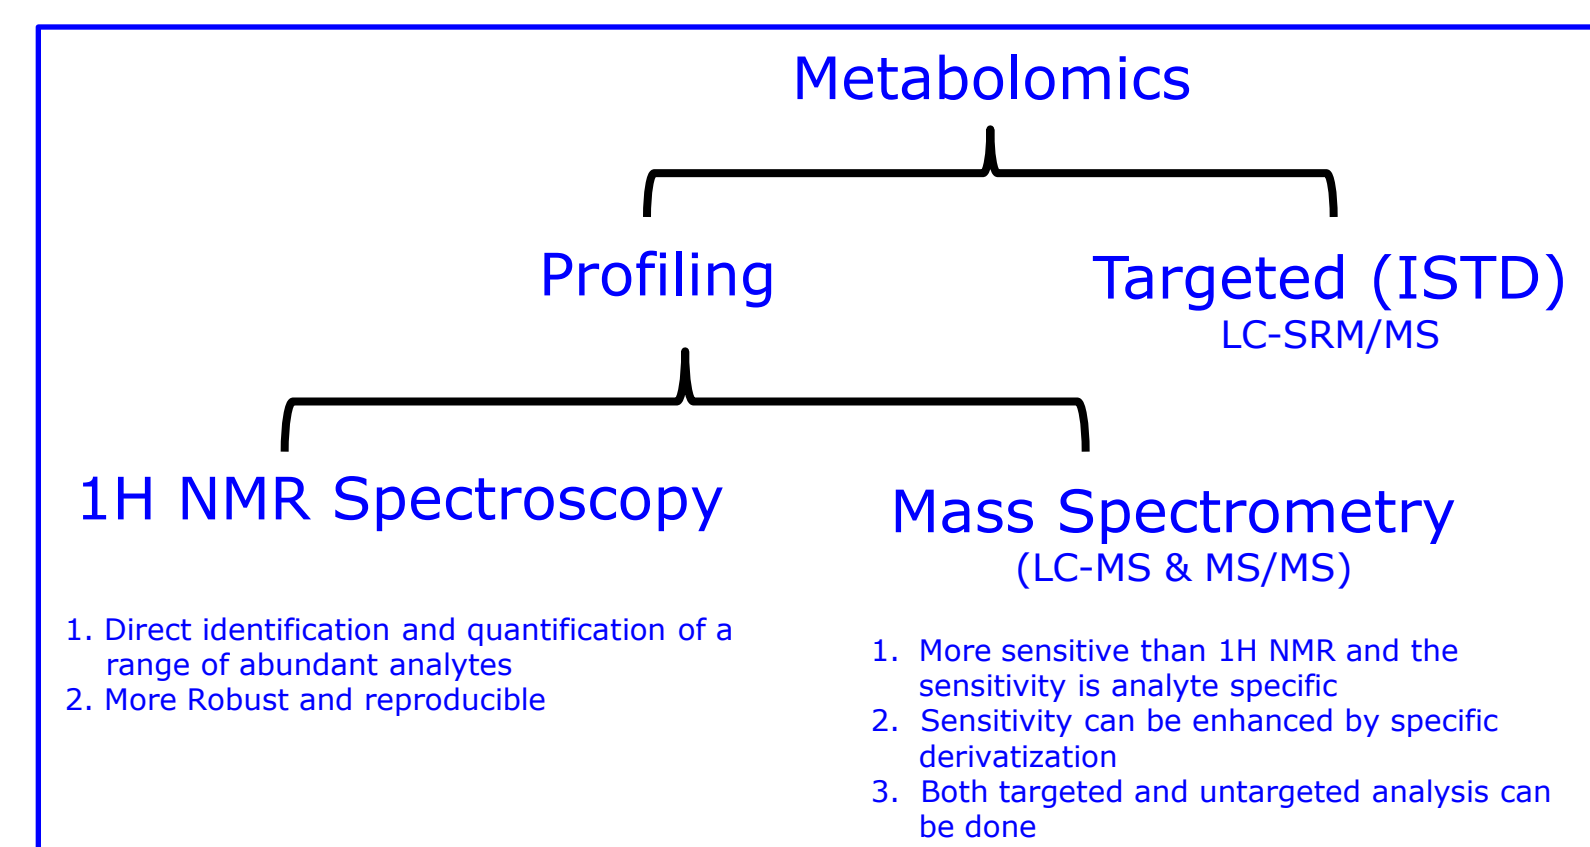 Metabolomics
Profiling
Targeted (ISTD)
LC-SRM/MS
1H NMR Spectroscopy
1. Direct identification and quantification of a
range of abundant analytes
2. More Robust and reproducible
Mass Spectrometry
(LC-MS & MS/MS)
1. More sensitive than 1H NMR and the
sensitivity is analyte specific
2. Sensitivity can be enhanced by specific
derivatization
3. Both targeted and untargeted analysis can
be done